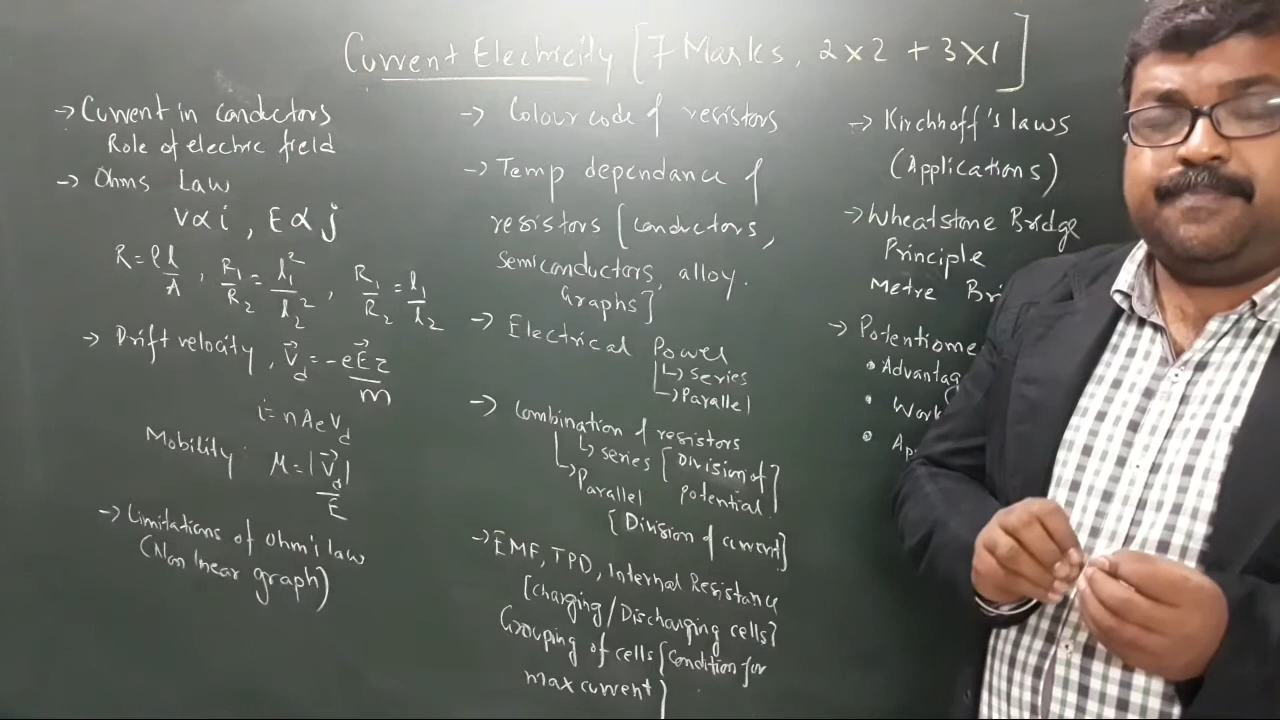 Current Electricity [7 Marks, 2x2 + 3x1]
→ Current in conductors
Role of electric field
→ Ohms Law
V∝i, E∝j
R = ρl/A, R₁/R₂ = l₁²/l₂², R₁/R₂ = l₁/l₂
→ Drift velocity, V⃗d = -eE⃗τ/m
i = nAeVd
Mobility: μ = |V⃗d|/E
→ Limitations of Ohm's law
(Non linear graph)
→ Colour code of resistors
→ Temp dependance of
resistors [conductors,
Semiconductors, alloy.
Graphs]
→ Electrical Power
↳ series
→ Parallel
→ Combination of resistors
↳ series [Division of
potential]
↳ Parallel
[Division of current]
→ EMF, TPD, Internal Resistance
[charging/Discharging cells]
Grouping of cells [Condition for
max current]
→ Kirchhoff's laws
(Applications)
→ Wheatstone Bridge
Principle
Metre Bri
→ Potentiome
• Advantag
• Work
• Ap